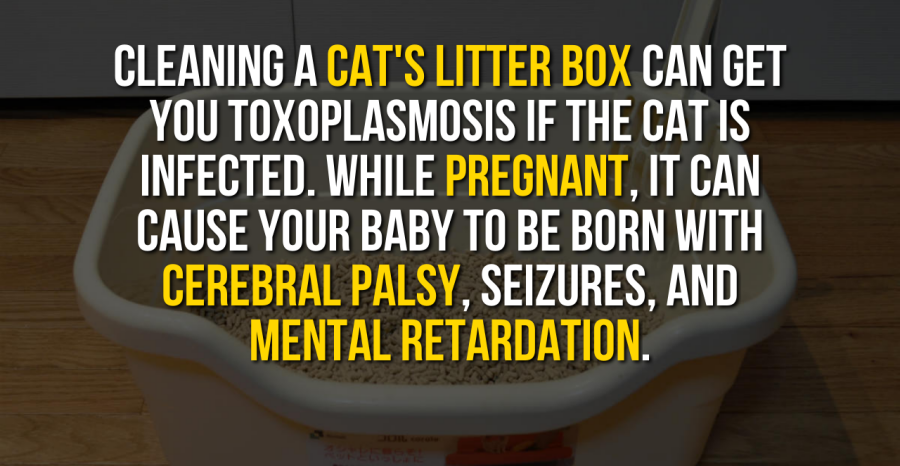 CLEANING A CAT'S LITTER BOX CAN GET
YOU TOXOPLASMOSIS IF THE CAT IS
INFECTED. WHILE PREGNANT, IT CAN
CAUSE YOUR BABY TO BE BORN WITH
CEREBRAL PALSY, SEIZURES, AND
MENTAL RETARDATION.